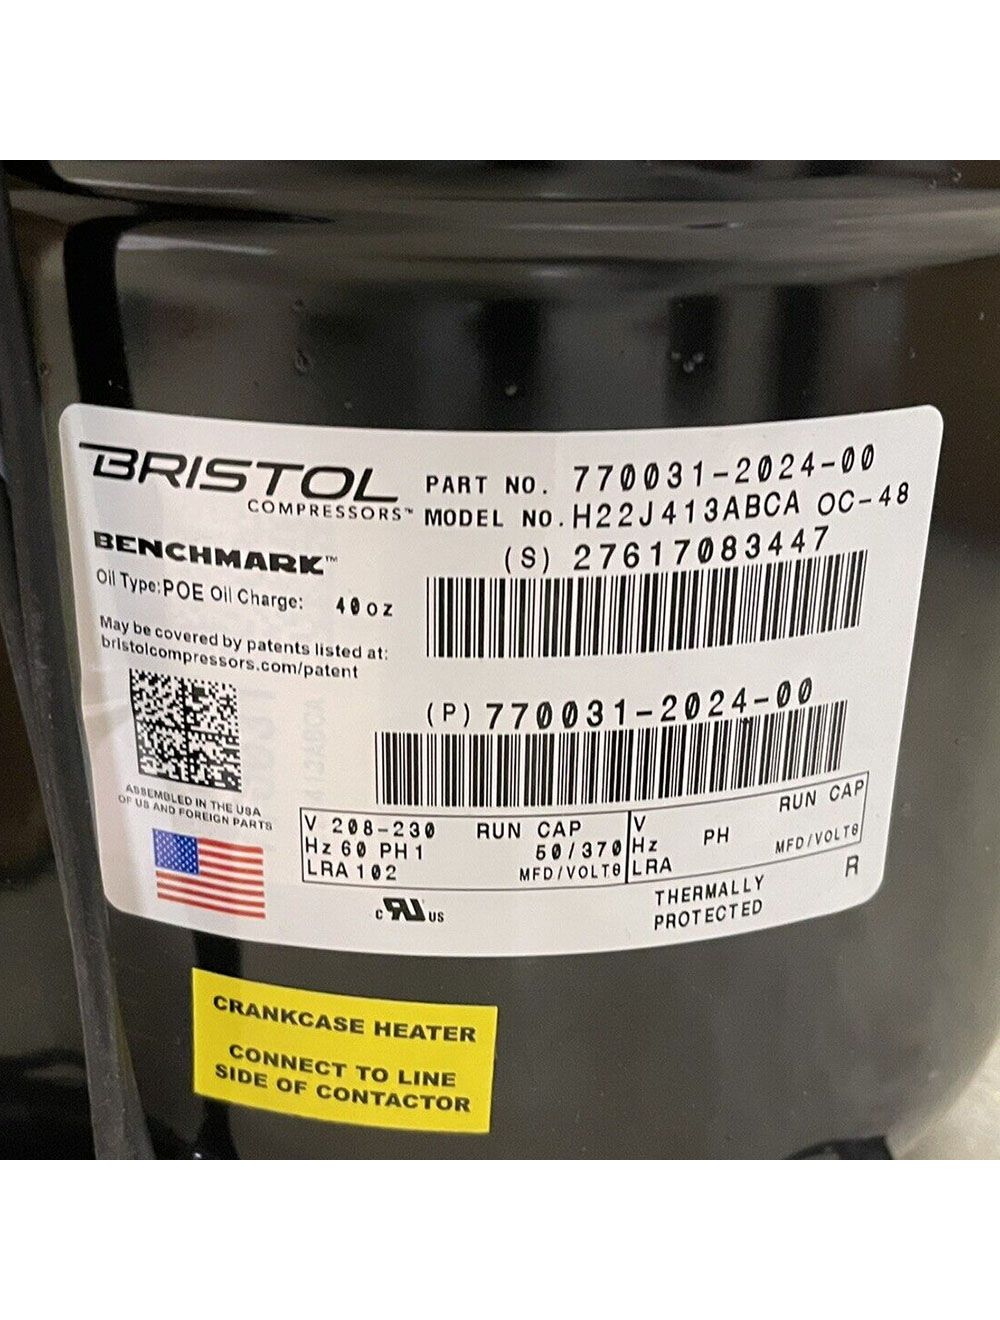 BRISTOL
COMPRESSORS™
BENCHMARK™
Oil Type:POE Oil Charge: 40oz
May be covered by patents listed at:
bristolcompressors.com/patent
PART NO. 770031-2024-00
MODEL NO. H22J413ABCA OC-48
(S) 27617083447
(P) 770031-2024-00
ASSEMBLED IN THE USA
OF US AND FOREIGN PARTS
V 208-230 RUN CAP
Hz 60 PH1 50/370
LRA 102 MFD/VOLTS
V RUN CAP
Hz PH
LRA MFD/VOLTS
c RU US
THERMALLY
PROTECTED
R
CRANKCASE HEATER
CONNECT TO LINE
SIDE OF CONTACTOR